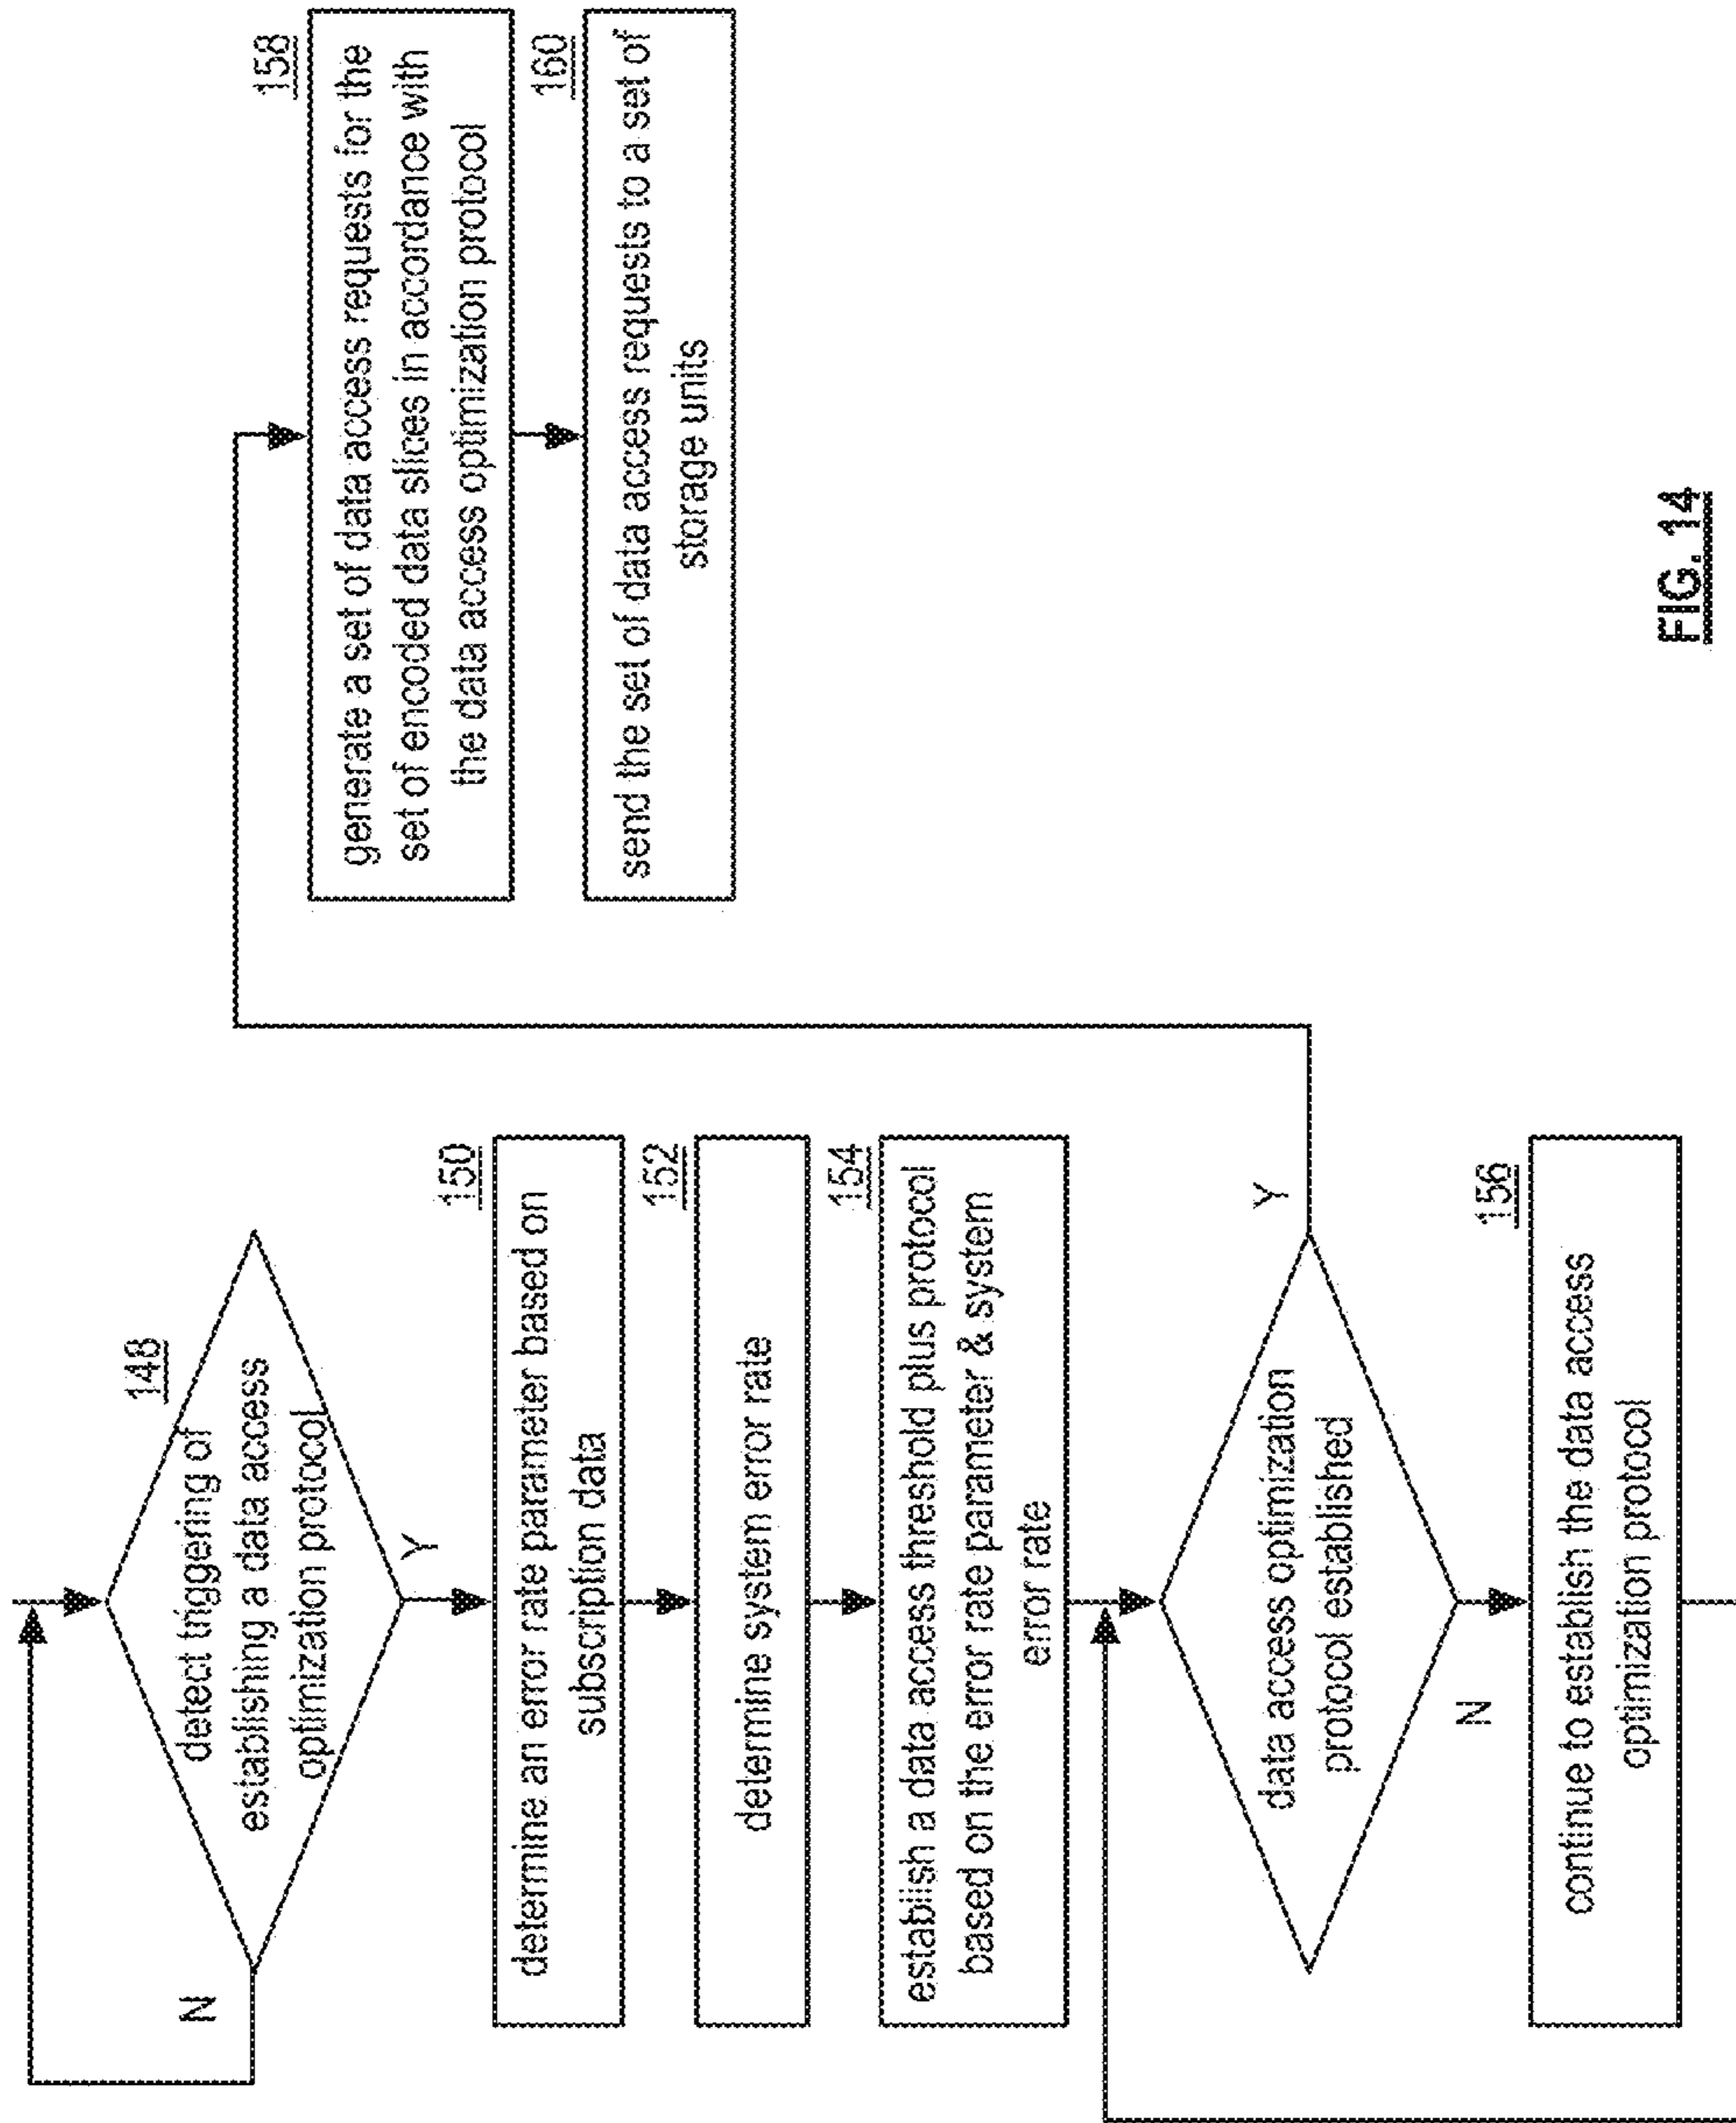 148
detect triggering of
establishing a data access
optimization protocol
N
Y
150
determine an error rate parameter based on
subscription data
152
determine system error rate
154
establish a data access threshold plus protocol
based on the error rate parameter & system
error rate
data access optimization
protocol established
Y
N
156
continue to establish the data access
optimization protocol
158
generate a set of data access requests for the
set of encoded data slices in accordance with
the data access optimization protocol
160
send the set of data access requests to a set of
storage units
FIG. 14